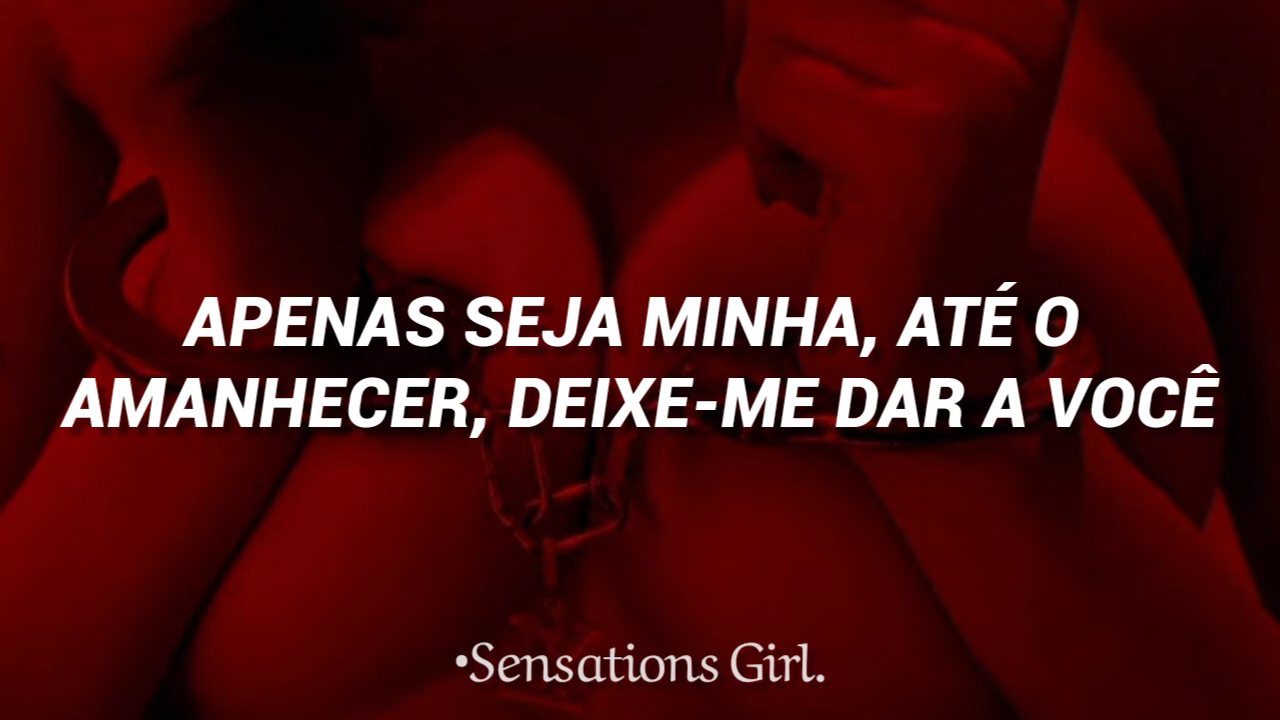 APENAS SEJA MINHA, ATÉ O
AMANHECER, DEIXE-ME DAR A VOCÊ
•Sensations Girl.